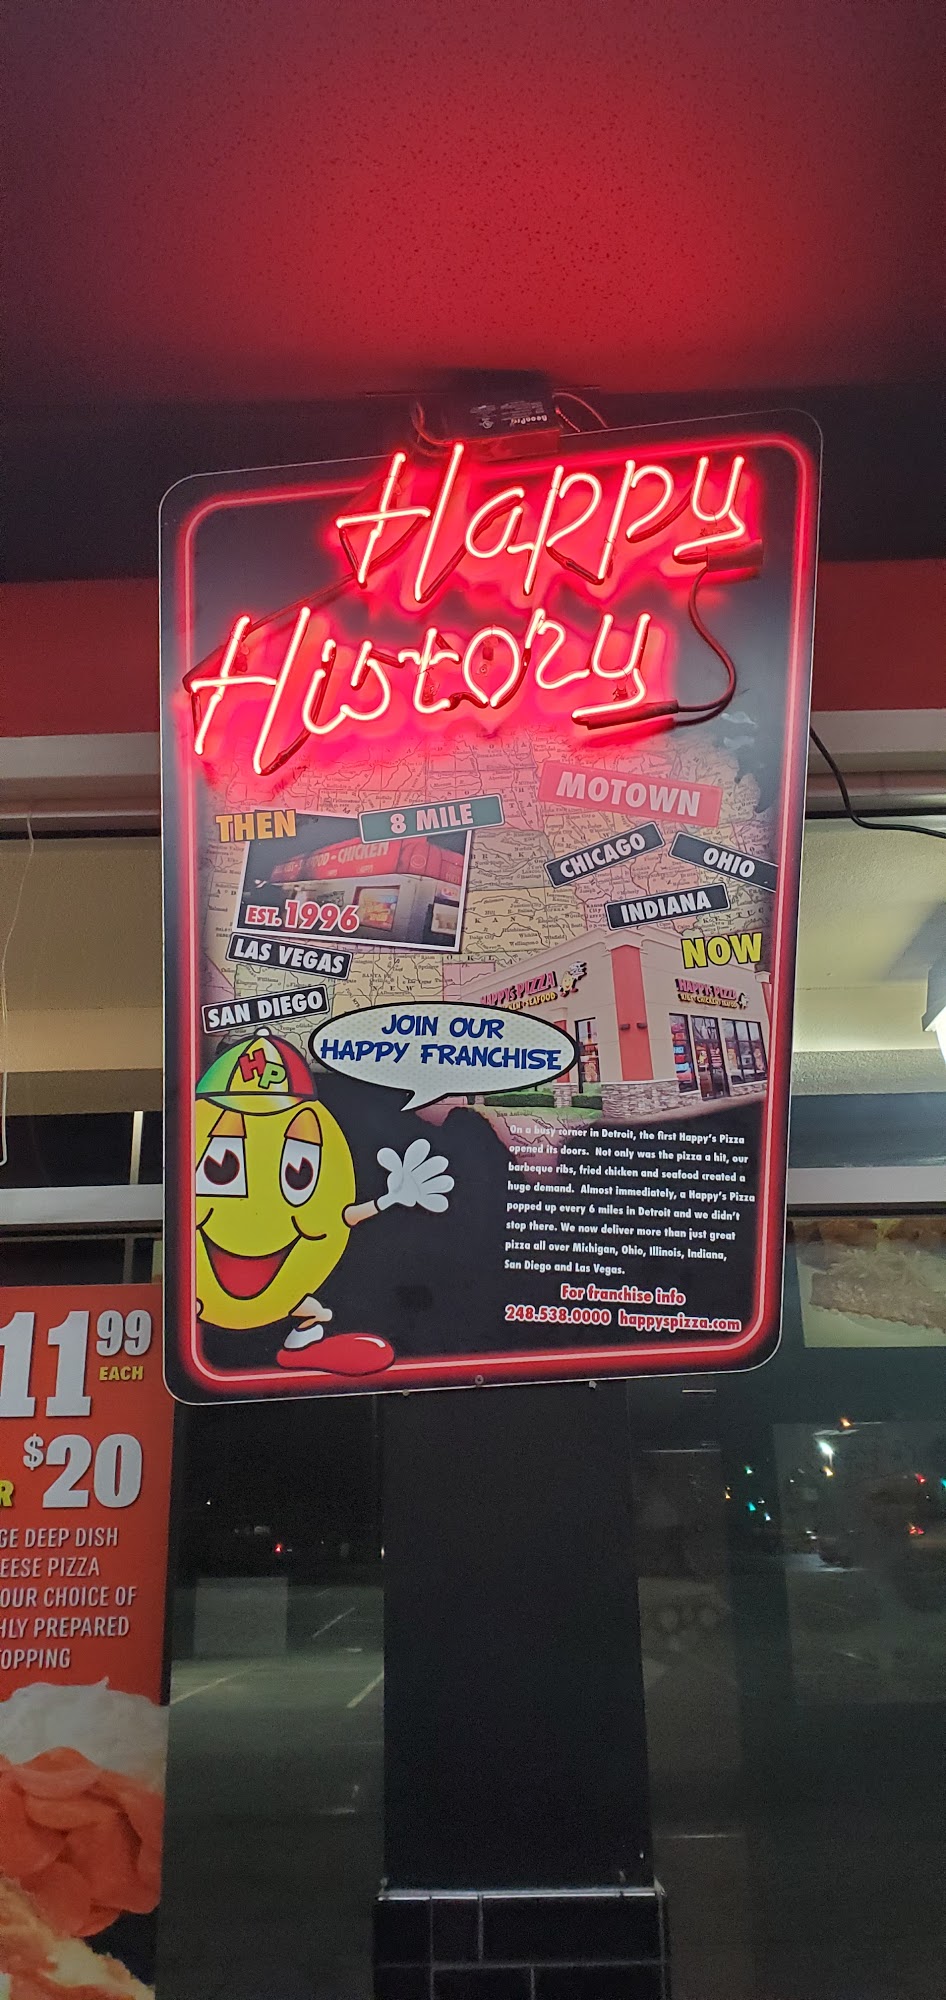 Happy
History
THEN
8 MILE
MOTOWN
CHICAGO
OHIO
INDIANA
EST. 1996
LAS VEGAS
SAN DIEGO
NOW
HAPPY'S PIZZA
HAPPY'S PIZZA
JOIN OUR
HAPPY FRANCHISE
HP
On a busy corner in Detroit, the first Happy's Pizza
opened its doors. Not only was the pizza a hit, our
barbeque ribs, fried chicken and seafood created a
huge demand. Almost immediately, a Happy's Pizza
popped up every 6 miles in Detroit and we didn't
stop there. We now deliver more than just great
pizza all over Michigan, Ohio, Illinois, Indiana,
San Diego and Las Vegas.
For franchise info
248.538.0000 happyspizza.com
11 99
EACH
$20
DEEP DISH
PIZZA
CHOICE OF
PREPARED